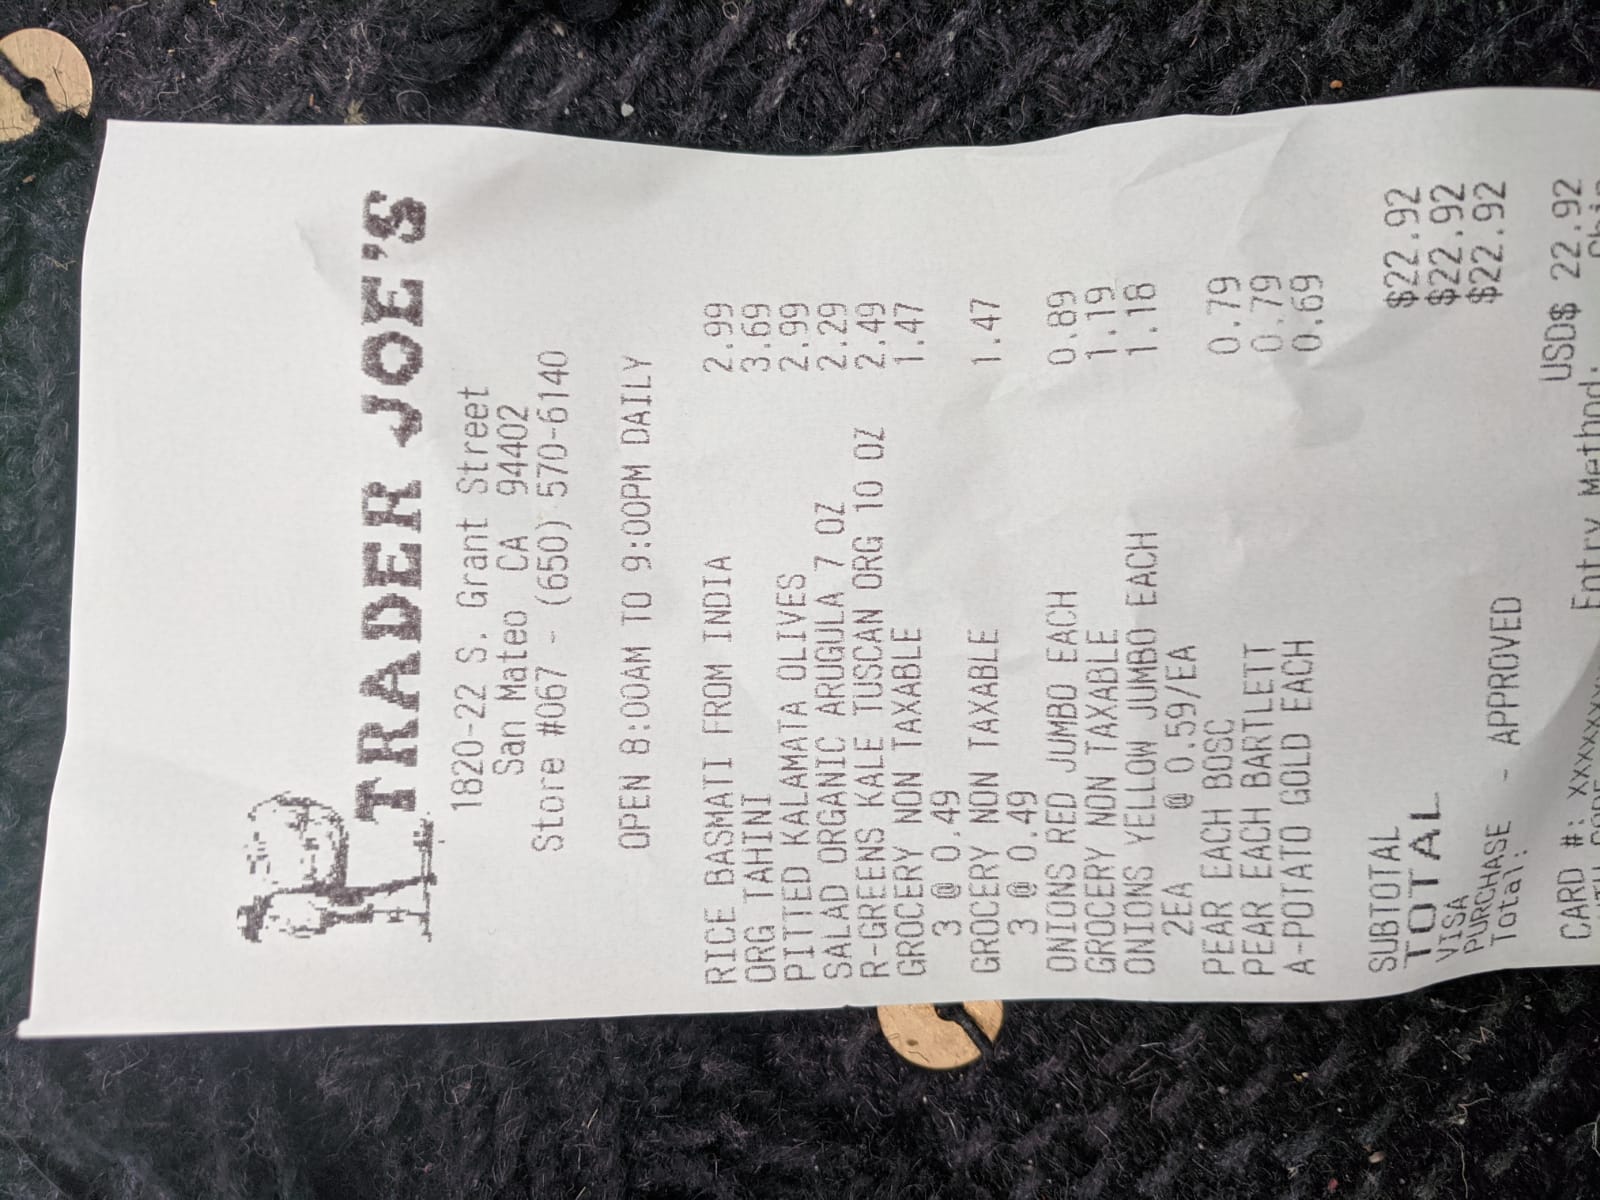 TRADER JOE'S
1820-22 S. Grant Street
San Mateo CA 94402
Store #067 - (650) 570-6140
OPEN 8:00AM TO 9:00PM DAILY
RICE BASMATI FROM INDIA 2.99
ORG TAHINI 3.69
PITTED KALAMATA OLIVES 2.99
SALAD ORGANIC ARUGULA 7 OZ 2.29
R-GREENS KALE TUSCAN ORG 10 OZ 2.49
GROCERY NON TAXABLE 1.47
3 @ 0.49
GROCERY NON TAXABLE 1.47
3 @ 0.49
ONIONS RED JUMBO EACH 0.89
GROCERY NON TAXABLE 1.19
ONIONS YELLOW JUMBO EACH 1.18
2EA @ 0.59/EA
PEAR EACH BOSC 0.79
PEAR EACH BARTLETT 0.79
A-POTATO GOLD EACH 0.69
SUBTOTAL $22.92
TOTAL $22.92
VISA $22.92
PURCHASE - APPROVED
Total: USD$ 22.92
CARD #: Entry Method: